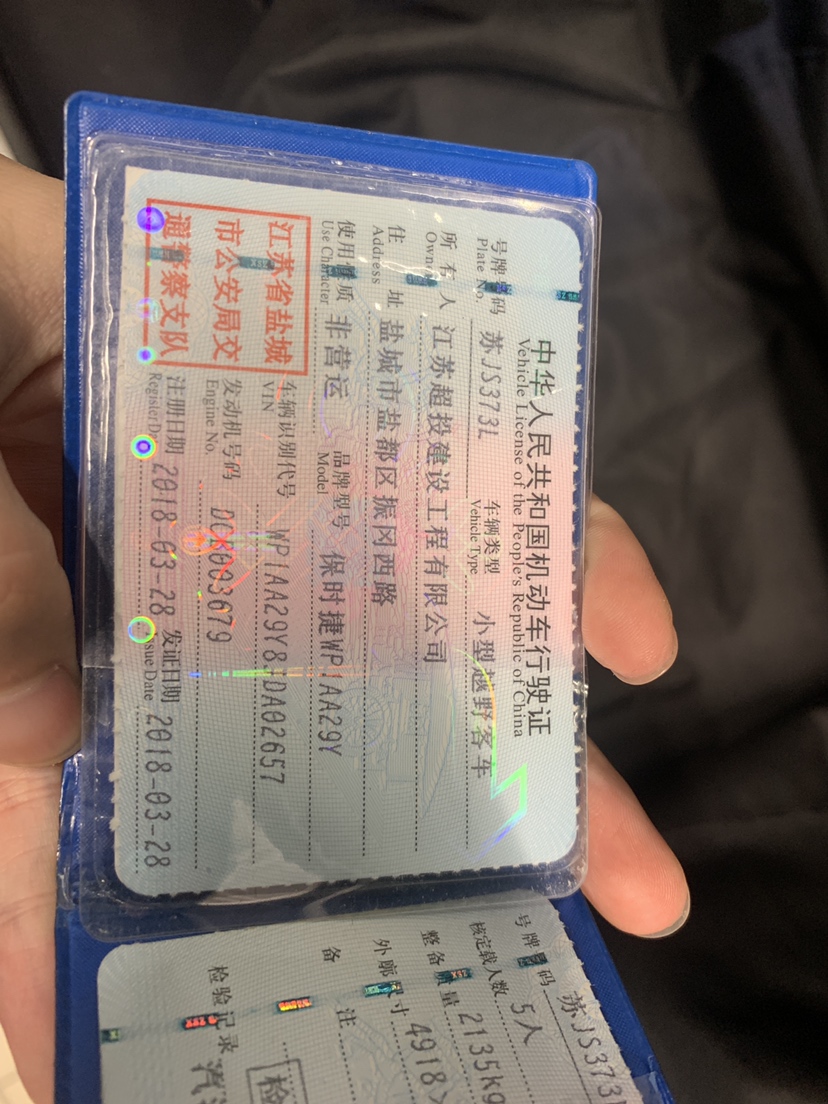 中华人民共和国机动车行驶证
Vehicle License of the People's Republic of China
号牌号码 苏JS373L 车辆类型 小型越野客车
Plate No. Vehicle Type
所有人 江苏超投建设工程有限公司
Owner
住址 盐城市盐都区振冈西路
Address
使用性质 非营运 品牌型号 保时捷WP1AA29Y
Use Character Model
江苏省盐城
市公安局交
通警察支队
车辆识别代号 WP1AA29Y8JDA02657
VIN
发动机号码 DCB003679
Engine No.
注册日期 2018-03-28 发证日期 2018-03-28
Register Date Issue Date
号牌号码 苏JS373
核定载人数 5人
整备质量 2135kg
外廓尺寸 4918×
备注
检验记录
检